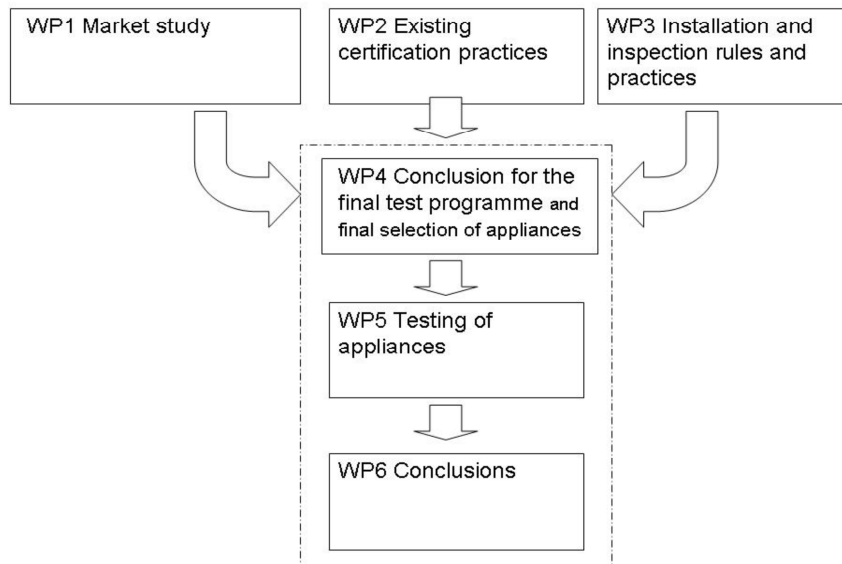 WP1 Market study
WP2 Existing
certification practices
WP3 Installation and
inspection rules and
practices
WP4 Conclusion for the
final test programme and
final selection of appliances
WP5 Testing of
appliances
WP6 Conclusions